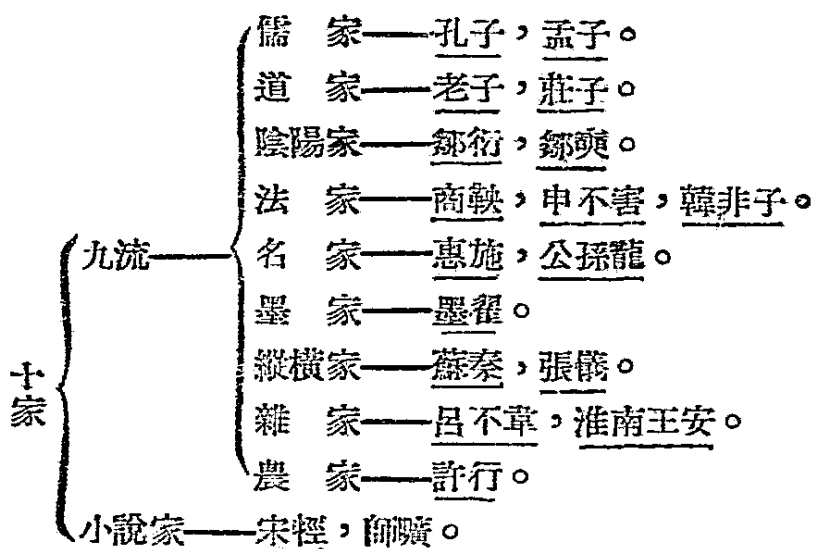 儒家——孔子，孟子。
道家——老子，莊子。
陰陽家——鄒衍，鄒奭。
法家——商鞅，申不害，韓非子。
九流——名家——惠施，公孫龍。
墨家——墨翟。
縱橫家——蘇秦，張儀。
十家
雜家——呂不韋，淮南王安。
農家——許行。
小說家——宋牼，師曠。